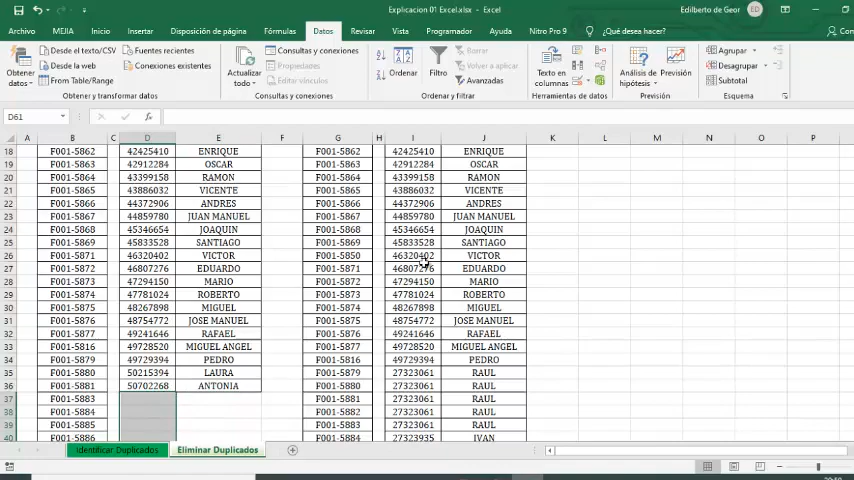 Explicacion 01 Excel.xlsx - Excel
Edilberto de Geor ED
Archivo MEJIA Inicio Insertar Disposición de página Fórmulas Datos Revisar Vista Programador Ayuda Nitro Pro 9 ¿Qué desea hacer? Com
Obtener datos
Desde el text/CSV
Desde la web
From Table/Range
Fuentes recientes
Conexiones existentes
Obtener y transformar datos
Actualizar todo
Consultas y conexiones
Propiedades
Editar vínculos
Consultas y conexiones
Ordenar
Filtro
Borrar
Volver a aplicar
Avanzadas
Ordenar y filtrar
Texto en columnas
Herramientas de datos
Análisis de hipótesis
Previsión
Previsión
Agrupar
Desagrupar
Subtotal
Esquema
D61
A B C D E F G H I J K L M N O P
18 F001-5862 42425410 ENRIQUE F001-5862 42425410 ENRIQUE
19 F001-5863 42912284 OSCAR F001-5863 42912284 OSCAR
20 F001-5864 43399158 RAMON F001-5864 43399158 RAMON
21 F001-5865 43886032 VICENTE F001-5865 43886032 VICENTE
22 F001-5866 44372906 ANDRES F001-5866 44372906 ANDRES
23 F001-5867 44859780 JUAN MANUEL F001-5867 44859780 JUAN MANUEL
24 F001-5868 45346654 JOAQUIN F001-5868 45346654 JOAQUIN
25 F001-5869 45833528 SANTIAGO F001-5869 45833528 SANTIAGO
26 F001-5871 46320402 VICTOR F001-5850 46320402 VICTOR
27 F001-5872 46807276 EDUARDO F001-5871 46807276 EDUARDO
28 F001-5873 47294150 MARIO F001-5872 47294150 MARIO
29 F001-5874 47781024 ROBERTO F001-5873 47781024 ROBERTO
30 F001-5875 48267898 MIGUEL F001-5874 48267898 MIGUEL
31 F001-5876 48754772 JOSE MANUEL F001-5875 48754772 JOSE MANUEL
32 F001-5877 49241646 RAFAEL F001-5876 49241646 RAFAEL
33 F001-5816 49728520 MIGUEL ANGEL F001-5877 49728520 MIGUEL ANGEL
34 F001-5879 49729394 PEDRO F001-5816 49729394 PEDRO
35 F001-5880 50215394 LAURA F001-5879 27323061 RAUL
36 F001-5881 50702268 ANTONIA F001-5880 27323061 RAUL
37 F001-5883 F001-5881 27323061 RAUL
38 F001-5884 F001-5882 27323061 RAUL
39 F001-5885 F001-5883 27323061 RAUL
40 F001-5886 F001-5884 27323935 IVAN
Identificar Duplicados Eliminar Duplicados